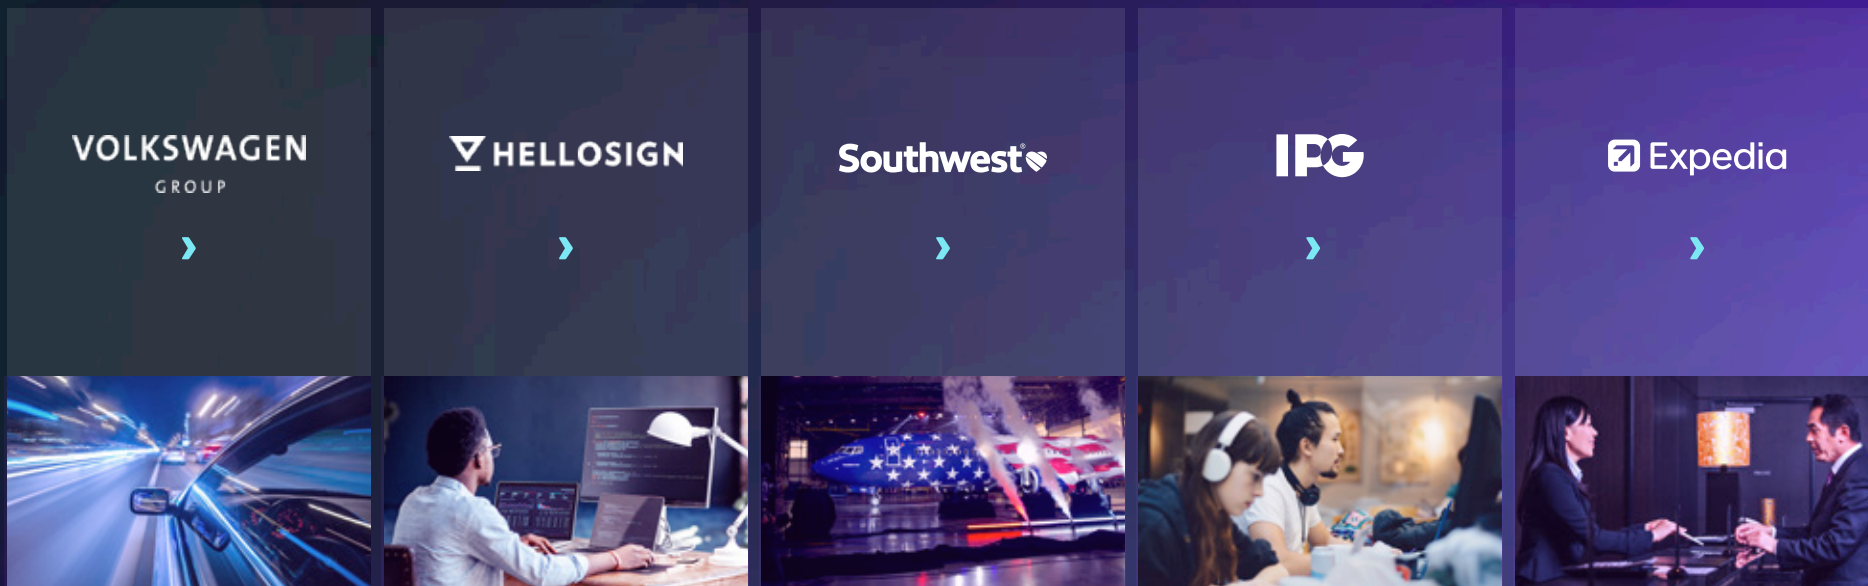 VOLKSWAGEN
GROUP
HELLOSIGN
Southwest®
IPG
Expedia